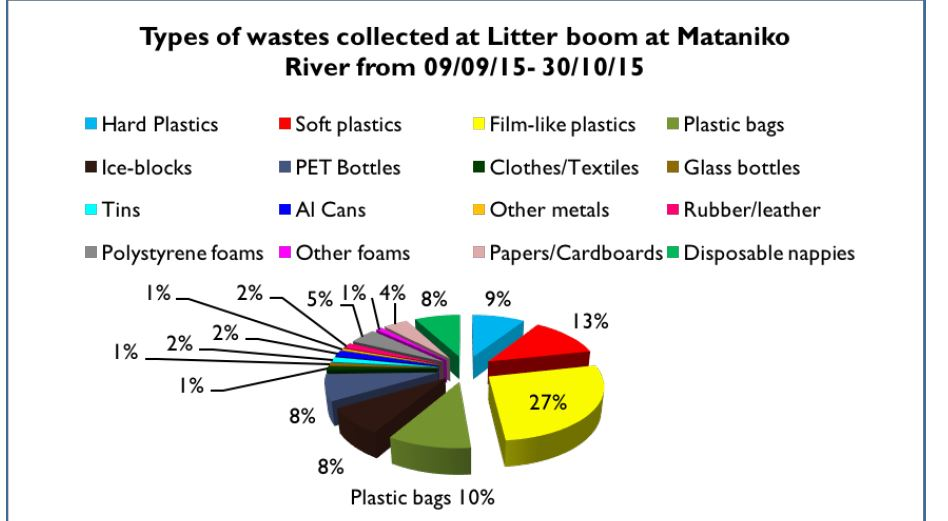 Types of wastes collected at Litter boom at Mataniko
River from 09/09/15- 30/10/15
Hard Plastics
Soft plastics
Film-like plastics
Plastic bags
Ice-blocks
PET Bottles
Clothes/Textiles
Glass bottles
Tins
Al Cans
Other metals
Rubber/leather
Polystyrene foams
Other foams
Papers/Cardboards
Disposable nappies
1%
2%
5%
1%
4%
8%
9%
13%
2%
2%
1%
1%
27%
8%
8%
Plastic bags 10%